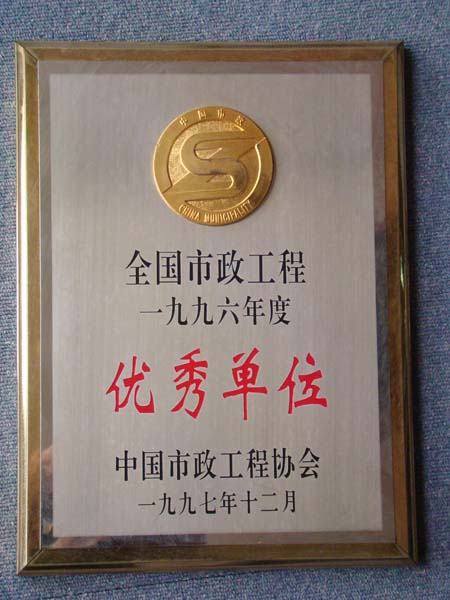 中国市政
CHINA MUNICIPALITY
全国市政工程
一九九六年度
优秀单位
中国市政工程协会
一九九七年十二月